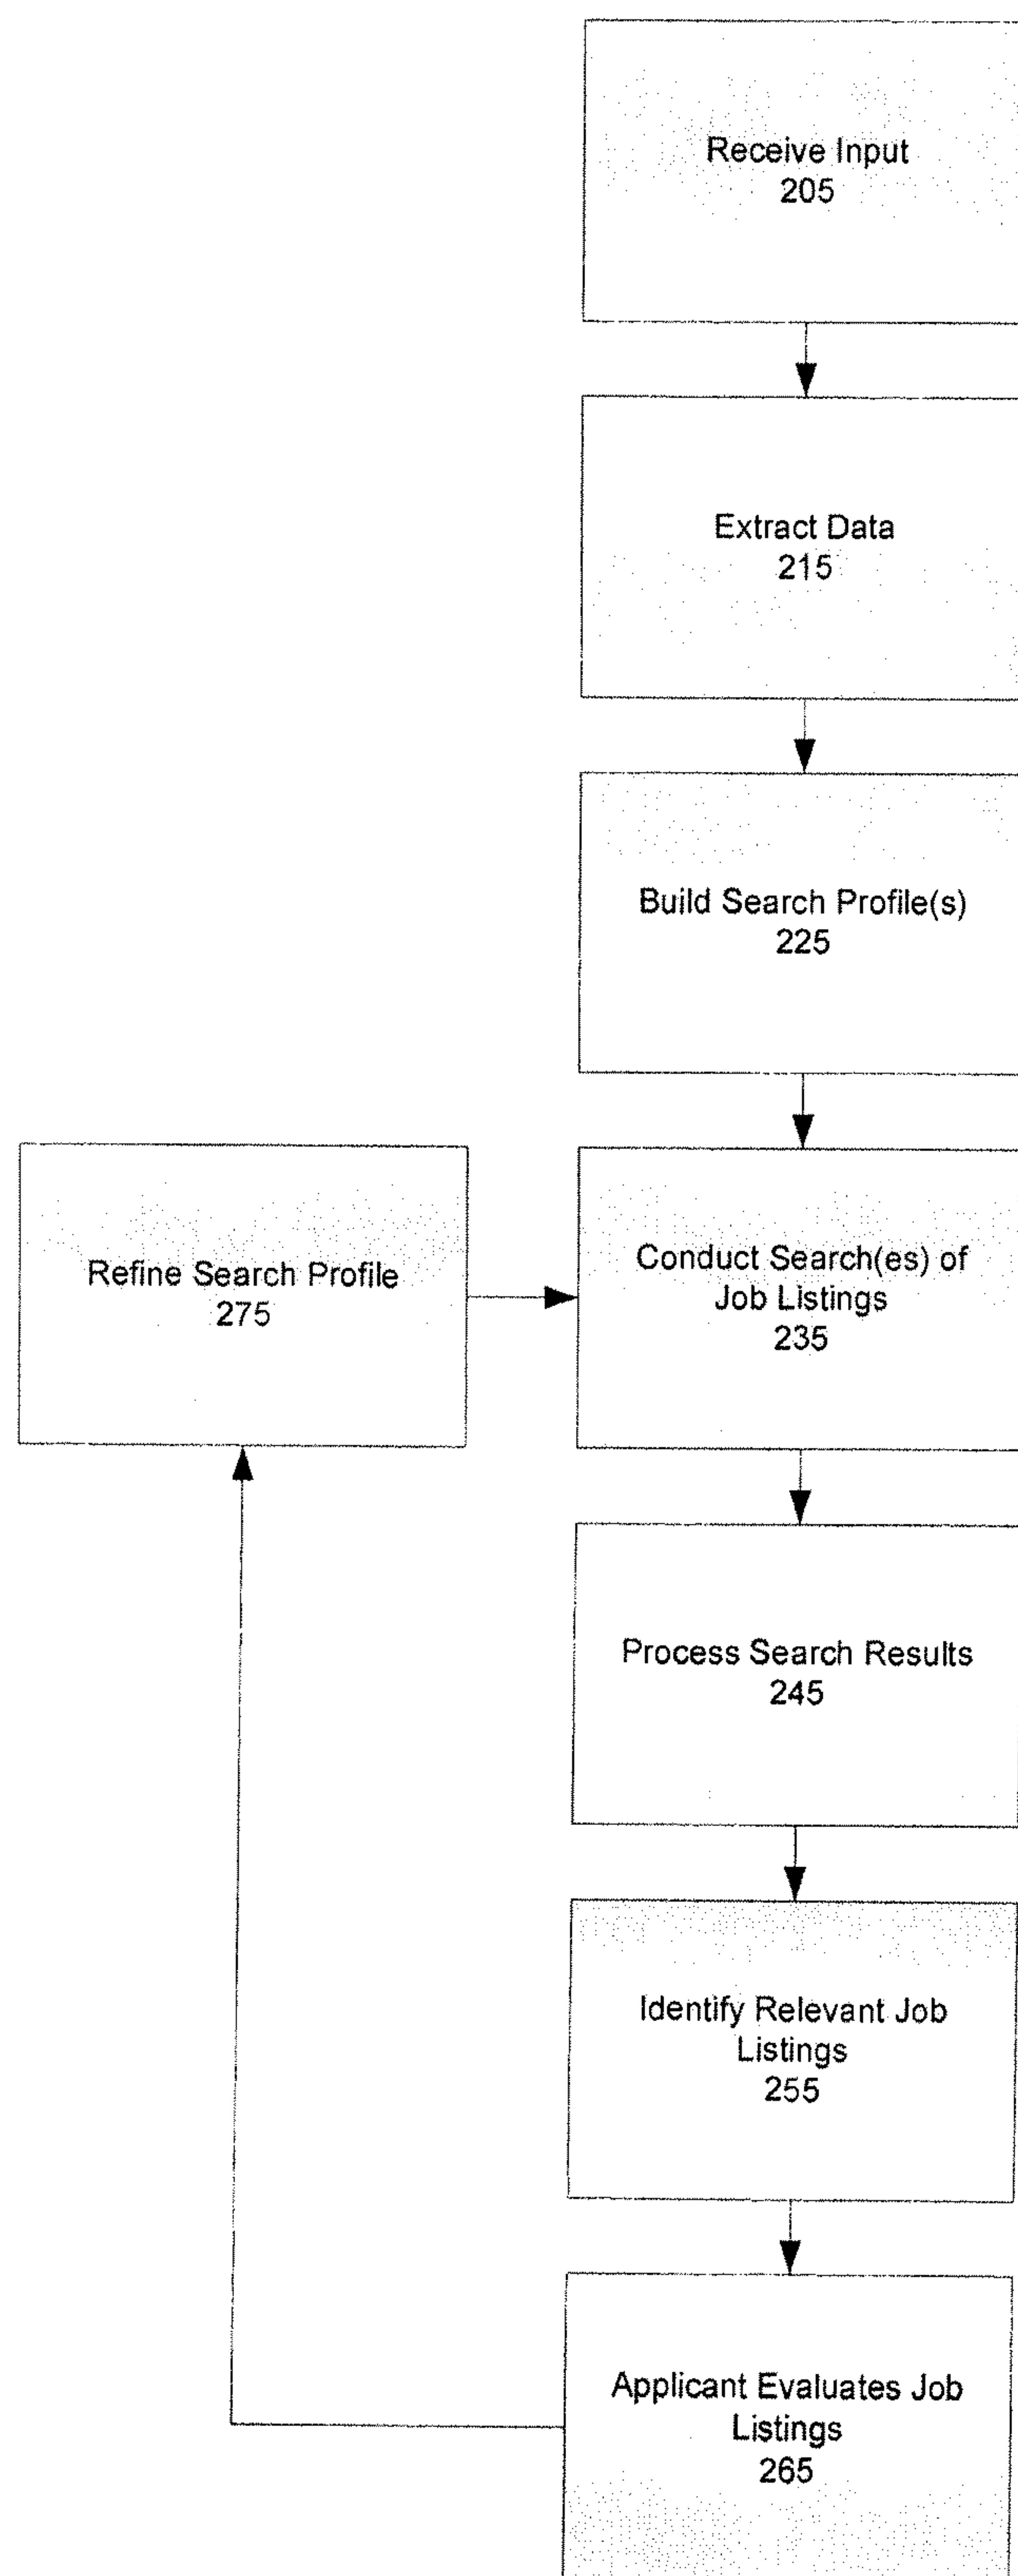 Receive Input
205
Extract Data
215
Build Search Profile(s)
225
Refine Search Profile
275
Conduct Search(es) of
Job Listings
235
Process Search Results
245
Identify Relevant Job
Listings
255
Applicant Evaluates Job
Listings
265